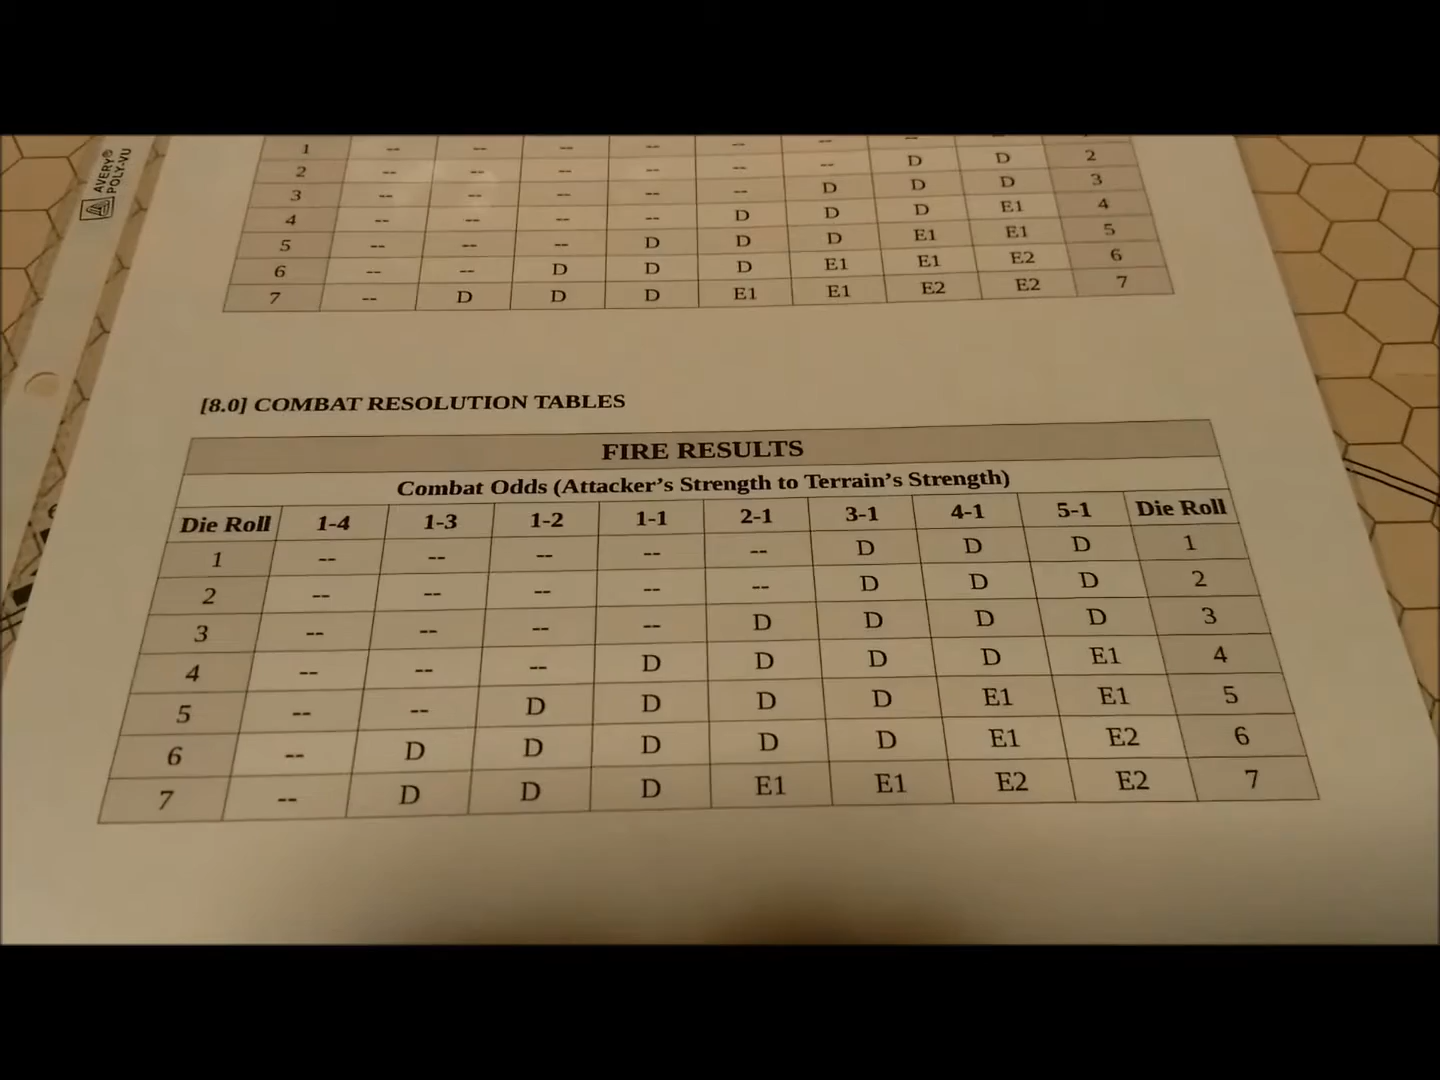 AVERY®
POLY-VU
1 -- -- -- -- -- --
2 -- -- -- -- -- -- D D 2
3 -- -- -- -- -- D D D 3
4 -- -- -- -- D D D E1 4
5 -- -- -- D D D E1 E1 5
6 -- -- D D D E1 E1 E2 6
7 -- D D D E1 E1 E2 E2 7
[8.0] COMBAT RESOLUTION TABLES
FIRE RESULTS
Combat Odds (Attacker's Strength to Terrain's Strength)
Die Roll 1-4 1-3 1-2 1-1 2-1 3-1 4-1 5-1 Die Roll
1 -- -- -- -- -- D D D 1
2 -- -- -- -- -- D D D 2
3 -- -- -- -- D D D D 3
4 -- -- -- D D D D E1 4
5 -- -- D D D D E1 E1 5
6 -- D D D D D E1 E2 6
7 -- D D D E1 E1 E2 E2 7